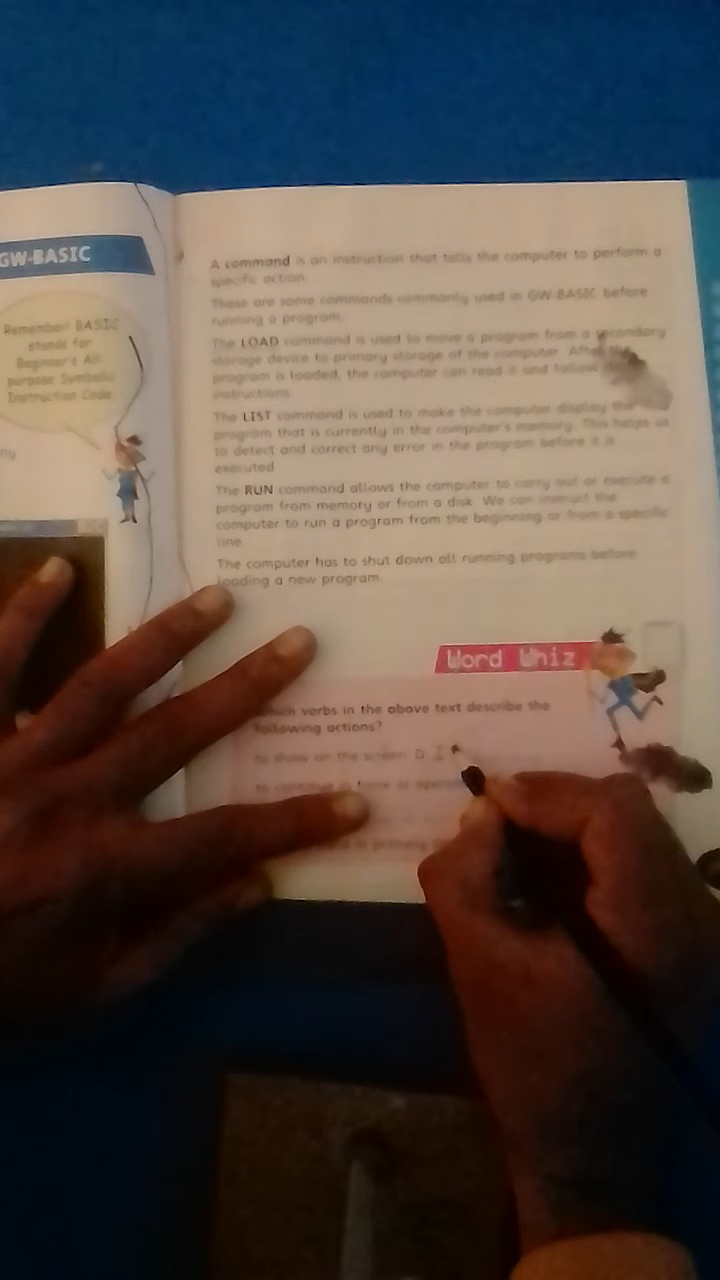 GW-BASIC
Remember! BASIC
stands for
Beginner's All-
purpose Symbolic
Instruction Code.
ny
A command is an instruction that tells the computer to perform a
specific action.
These are some commands commonly used in GW-BASIC before
running a program.
The LOAD command is used to move a program from a secondary
storage device to primary storage of the computer. After the
program is loaded, the computer can read it and follow
instructions.
The LIST command is used to make the computer display the
program that is currently in the computer's memory. This helps us
to detect and correct any error in the program before it is
executed.
The RUN command allows the computer to carry out or execute a
program from memory or from a disk. We can instruct the
computer to run a program from the beginning or from a specific
line.
The computer has to shut down all running programs before
loading a new program.
Word Whiz
verbs in the above text describe the
following actions?
to show on the screen: D I
to continue in force or
in primary